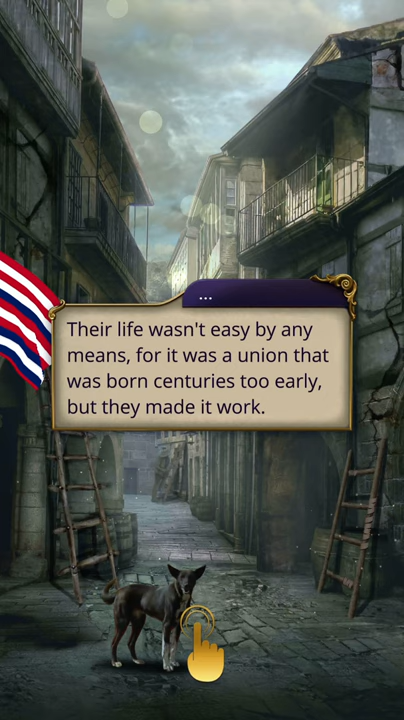 ...
Their life wasn't easy by any
means, for it was a union that
was born centuries too early,
but they made it work.